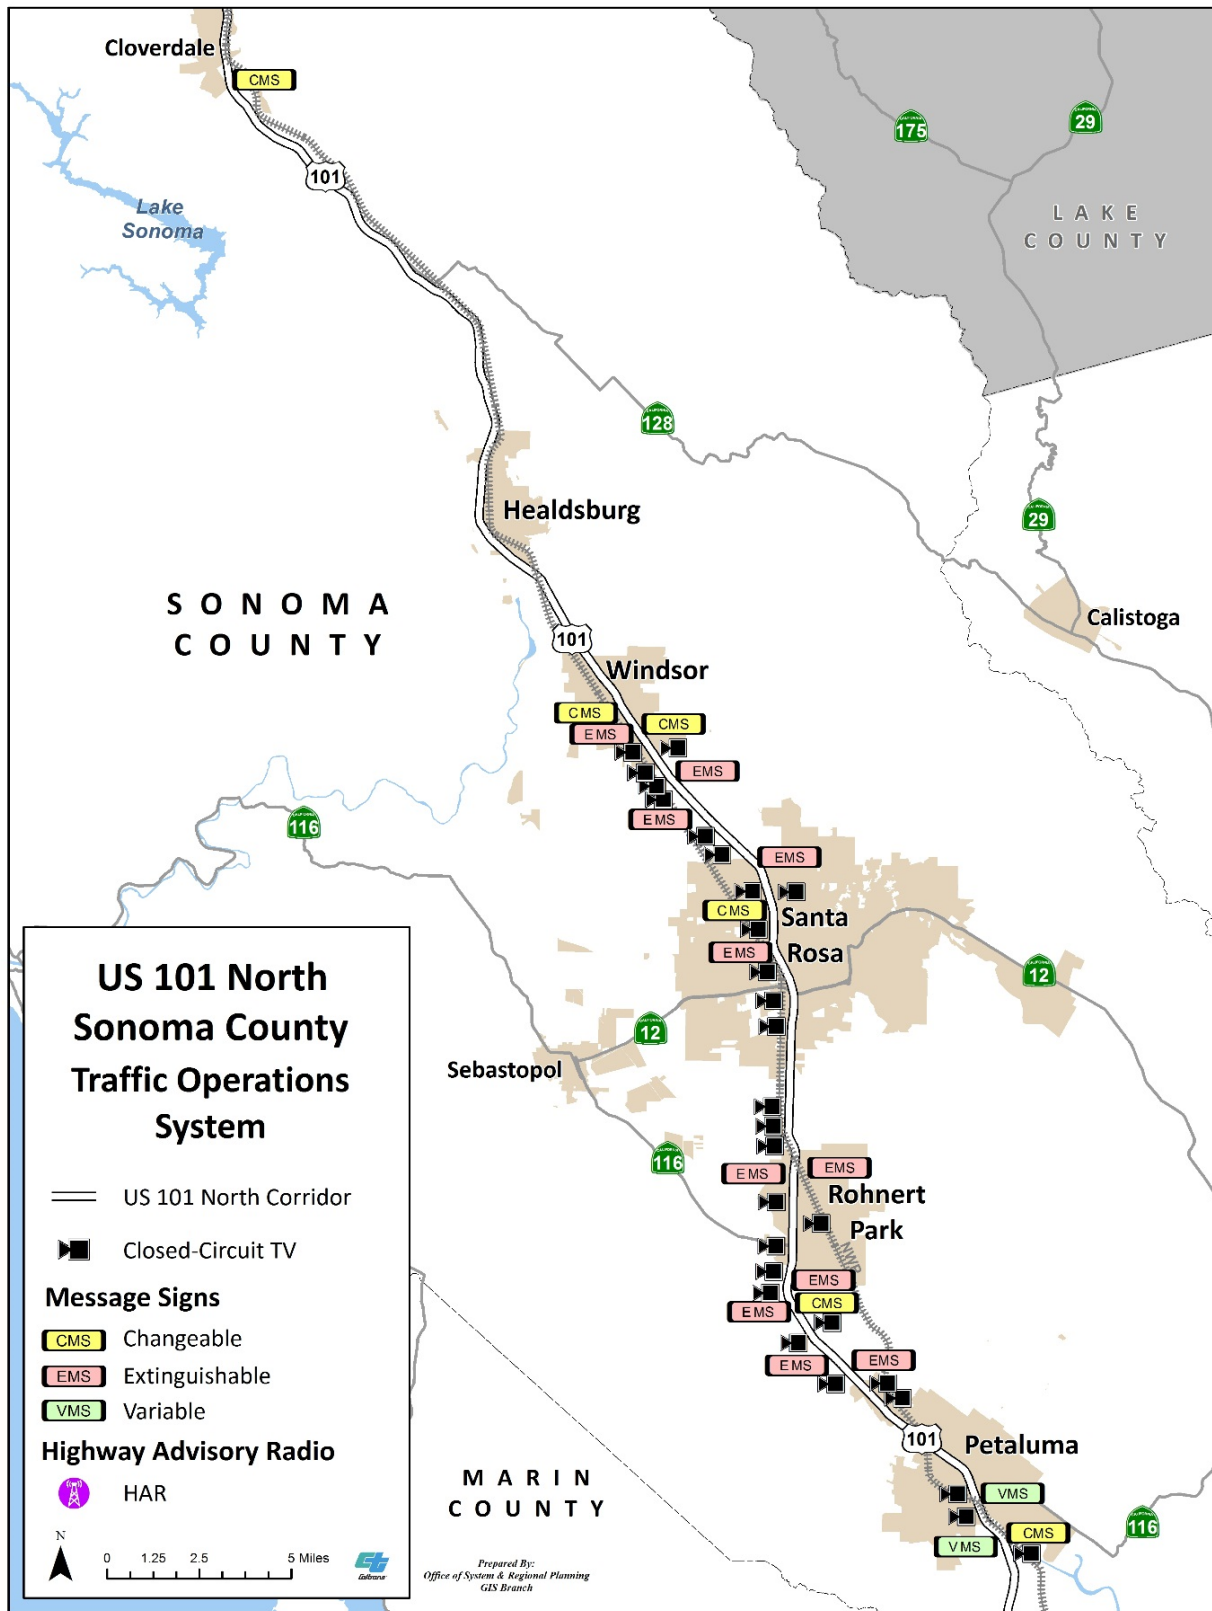 Cloverdale
CMS
101
175
29
LAKE
COUNTY
Lake
Sonoma
128
Healdsburg
29
SONOMA
COUNTY
101
Calistoga
Windsor
CMS
CMS
EMS
EMS
EMS
116
EMS
CMS
Santa
Rosa
EMS
12
12
Sebastopol
116
EMS
EMS
Rohnert
Park
NWP
EMS
CMS
EMS
EMS
EMS
101
Petaluma
VMS
CMS
VMS
116
MARIN
COUNTY
US 101 North
Sonoma County
Traffic Operations
System
US 101 North Corridor
Closed-Circuit TV
Message Signs
CMS Changeable
EMS Extinguishable
VMS Variable
Highway Advisory Radio
HAR
N
0 1.25 2.5 5 Miles
Caltrans
Prepared By:
Office of System & Regional Planning
GIS Branch